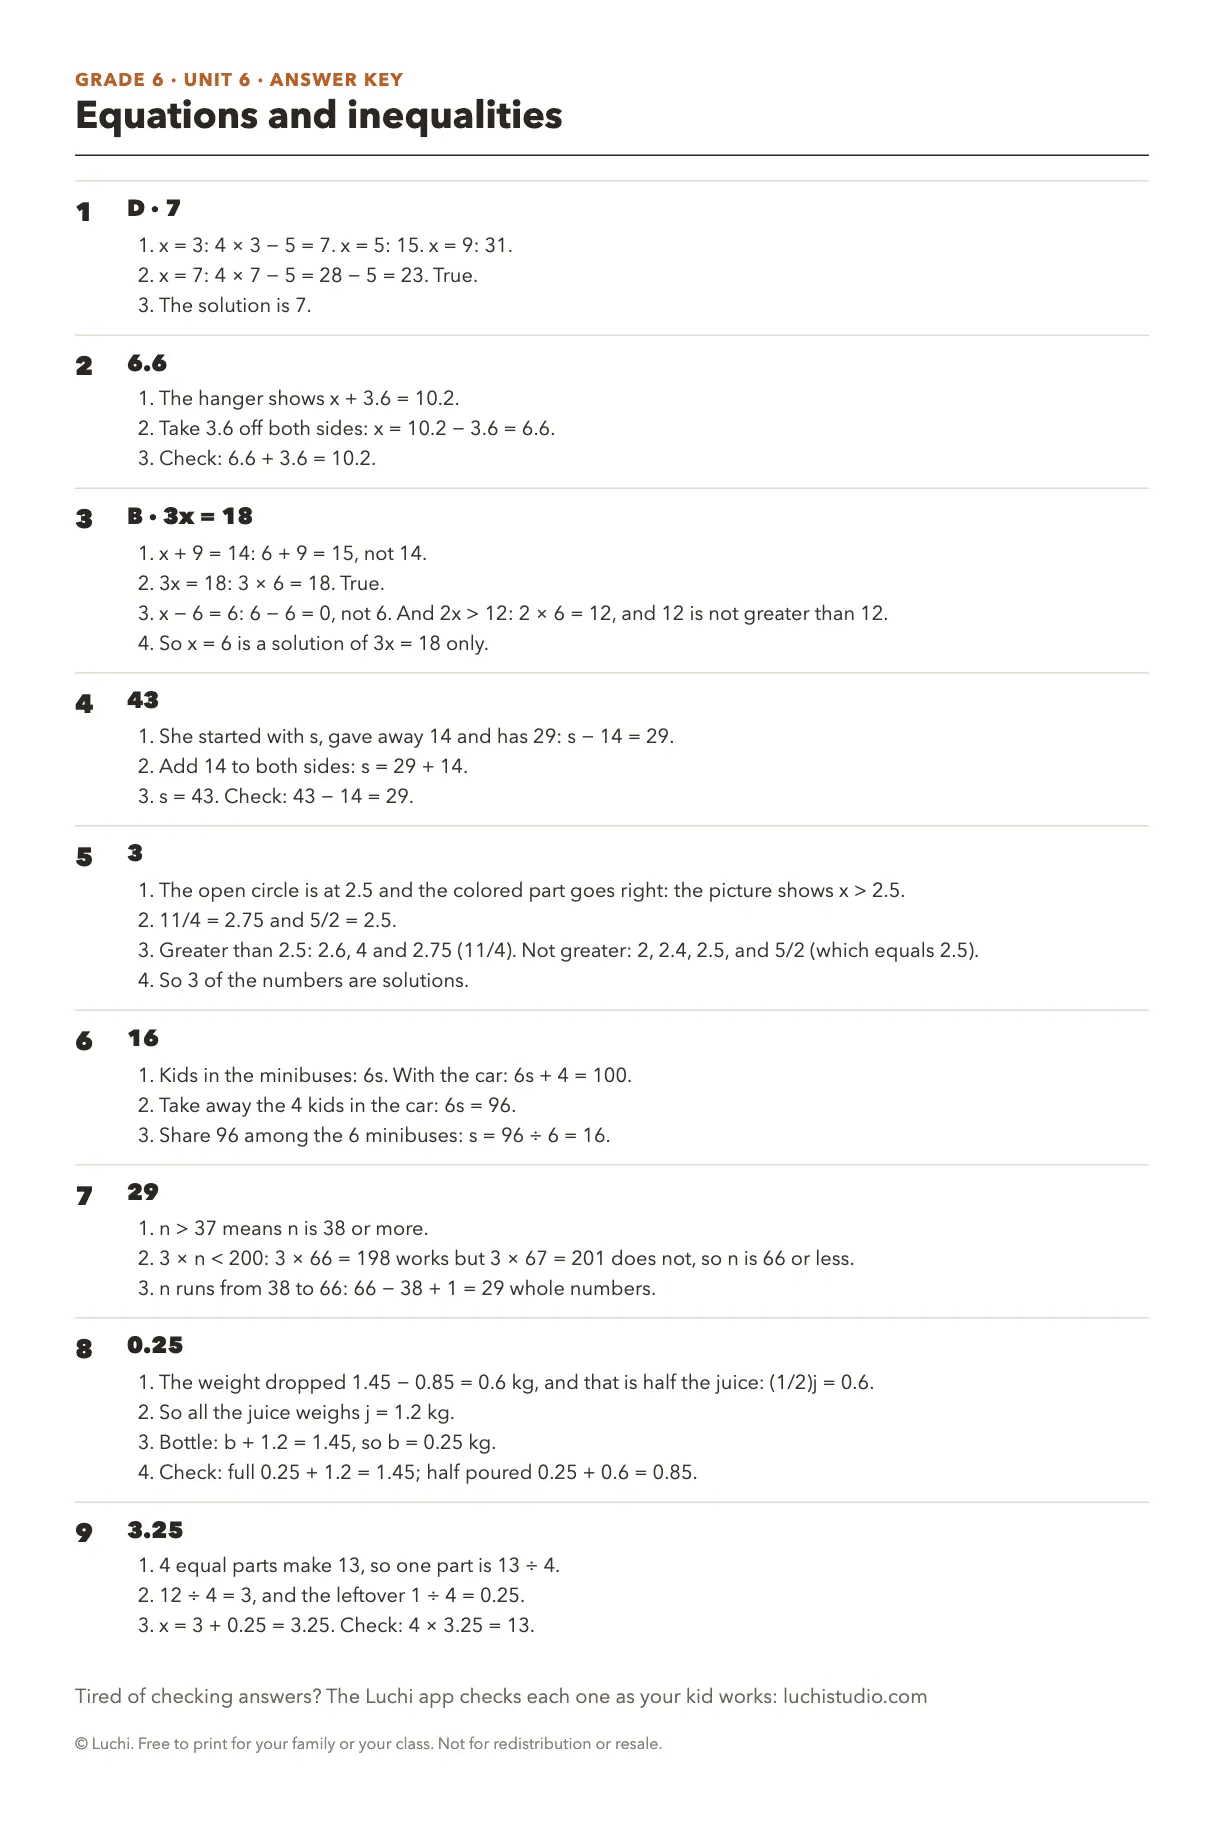 GRADE 6 · UNIT 6 · ANSWER KEY
Equations and inequalities
1 D · 7
1. x = 3: 4 × 3 − 5 = 7. x = 5: 15. x = 9: 31.
2. x = 7: 4 × 7 − 5 = 28 − 5 = 23. True.
3. The solution is 7.
2 6.6
1. The hanger shows x + 3.6 = 10.2.
2. Take 3.6 off both sides: x = 10.2 − 3.6 = 6.6.
3. Check: 6.6 + 3.6 = 10.2.
3 B · 3x = 18
1. x + 9 = 14: 6 + 9 = 15, not 14.
2. 3x = 18: 3 × 6 = 18. True.
3. x − 6 = 6: 6 − 6 = 0, not 6. And 2x > 12: 2 × 6 = 12, and 12 is not greater than 12.
4. So x = 6 is a solution of 3x = 18 only.
4 43
1. She started with s, gave away 14 and has 29: s − 14 = 29.
2. Add 14 to both sides: s = 29 + 14.
3. s = 43. Check: 43 − 14 = 29.
5 3
1. The open circle is at 2.5 and the colored part goes right: the picture shows x > 2.5.
2. 11/4 = 2.75 and 5/2 = 2.5.
3. Greater than 2.5: 2.6, 4 and 2.75 (11/4). Not greater: 2, 2.4, 2.5, and 5/2 (which equals 2.5).
4. So 3 of the numbers are solutions.
6 16
1. Kids in the minibuses: 6s. With the car: 6s + 4 = 100.
2. Take away the 4 kids in the car: 6s = 96.
3. Share 96 among the 6 minibuses: s = 96 ÷ 6 = 16.
7 29
1. n > 37 means n is 38 or more.
2. 3 × n < 200: 3 × 66 = 198 works but 3 × 67 = 201 does not, so n is 66 or less.
3. n runs from 38 to 66: 66 − 38 + 1 = 29 whole numbers.
8 0.25
1. The weight dropped 1.45 − 0.85 = 0.6 kg, and that is half the juice: (1/2)j = 0.6.
2. So all the juice weighs j = 1.2 kg.
3. Bottle: b + 1.2 = 1.45, so b = 0.25 kg.
4. Check: full 0.25 + 1.2 = 1.45; half poured 0.25 + 0.6 = 0.85.
9 3.25
1. 4 equal parts make 13, so one part is 13 ÷ 4.
2. 12 ÷ 4 = 3, and the leftover 1 ÷ 4 = 0.25.
3. x = 3 + 0.25 = 3.25. Check: 4 × 3.25 = 13.
Tired of checking answers? The Luchi app checks each one as your kid works: luchistudio.com
© Luchi. Free to print for your family or your class. Not for redistribution or resale.